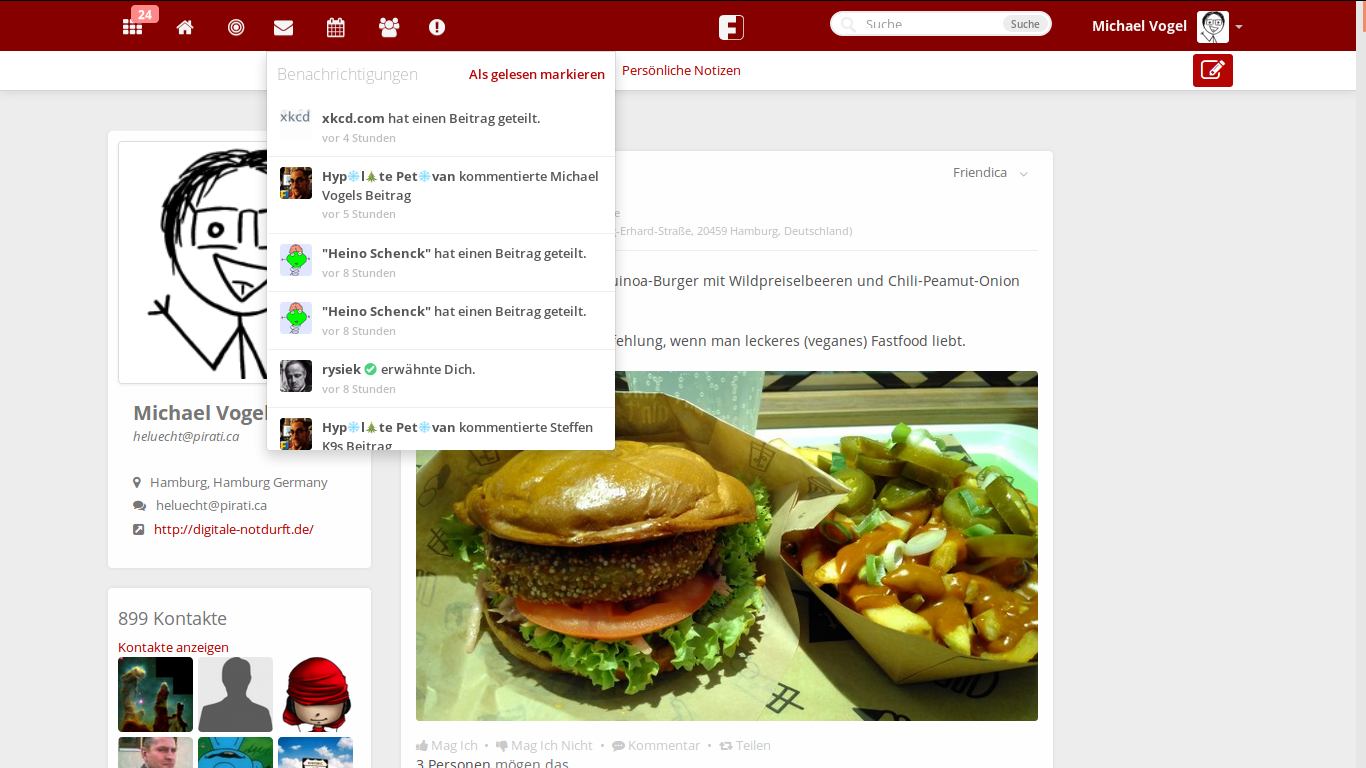 24
Suche
Suche
Michael Vogel
Benachrichtigungen
Als gelesen markieren
Persönliche Notizen
xkcd
xkcd.com hat einen Beitrag geteilt.
vor 4 Stunden
Hyp❄l🌲te Pet❄van kommentierte Michael
Vogels Beitrag
vor 5 Stunden
"Heino Schenck" hat einen Beitrag geteilt.
vor 8 Stunden
"Heino Schenck" hat einen Beitrag geteilt.
vor 8 Stunden
rysiek ✅ erwähnte Dich.
vor 8 Stunden
Hyp❄l🌲te Pet❄van kommentierte Steffen
K9s Beitrag
Michael Vogel
heluecht@pirati.ca
Hamburg, Hamburg Germany
heluecht@pirati.ca
http://digitale-notdurft.de/
899 Kontakte
Kontakte anzeigen
Friendica
-Erhard-Straße, 20459 Hamburg, Deutschland)
uinoa-Burger mit Wildpreiselbeeren und Chili-Peamut-Onion
fehlung, wenn man leckeres (veganes) Fastfood liebt.
Mag ich • Mag ich Nicht • Kommentar • Teilen
3 Personen mögen das